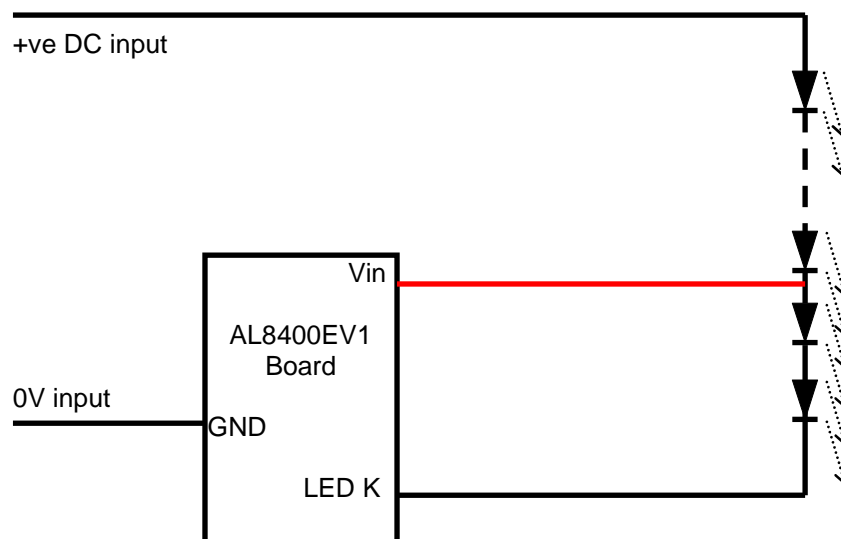 +ve DC input
Vin
AL8400EV1
Board
0V input
GND
LED K